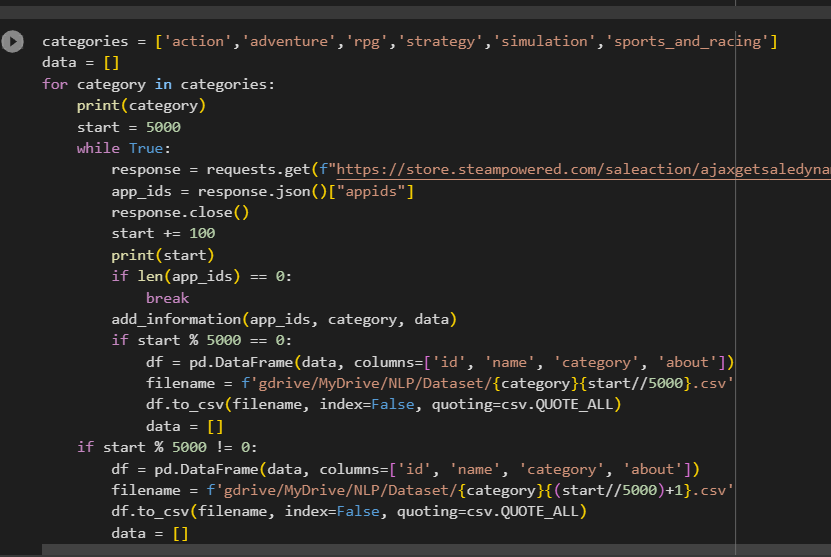 categories = ['action','adventure','rpg','strategy','simulation','sports_and_racing']
data = []
for category in categories:
    print(category)
    start = 5000
    while True:
        response = requests.get(f"https://store.steampowered.com/saleaction/ajaxgetsaledynam
        app_ids = response.json()["appids"]
        response.close()
        start += 100
        print(start)
        if len(app_ids) == 0:
            break
        add_information(app_ids, category, data)
        if start % 5000 == 0:
            df = pd.DataFrame(data, columns=['id', 'name', 'category', 'about'])
            filename = f'gdrive/MyDrive/NLP/Dataset/{category}{start//5000}.csv'
            df.to_csv(filename, index=False, quoting=csv.QUOTE_ALL)
            data = []
    if start % 5000 != 0:
        df = pd.DataFrame(data, columns=['id', 'name', 'category', 'about'])
        filename = f'gdrive/MyDrive/NLP/Dataset/{category}{(start//5000)+1}.csv'
        df.to_csv(filename, index=False, quoting=csv.QUOTE_ALL)
        data = []